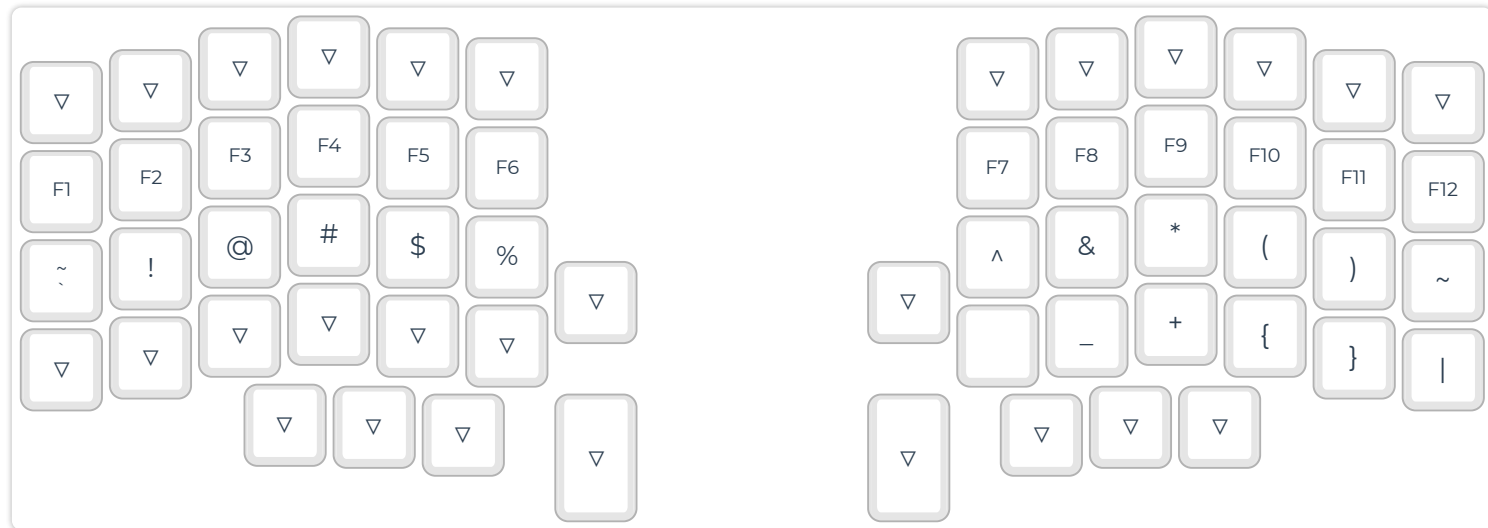 ▽ ▽ ▽ ▽ ▽ ▽ ▽ ▽ ▽ ▽ ▽ ▽
F1 F2 F3 F4 F5 F6 F7 F8 F9 F10 F11 F12
~
` ! @ # $ % ^ & * ( ) ~
▽ ▽
▽ ▽ ▽ ▽ ▽ ▽ _ + { } |
▽ ▽ ▽ ▽ ▽ ▽ ▽ ▽